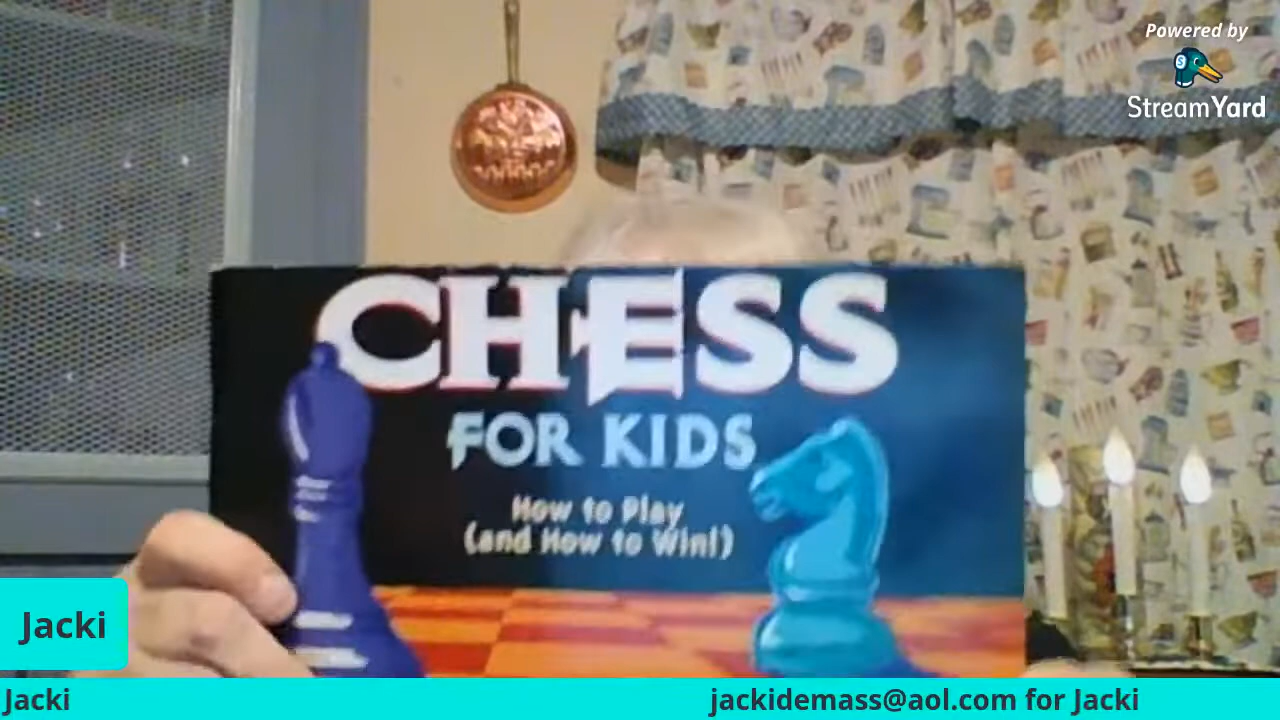 Powered by
StreamYard
CHESS
FOR KIDS
How to Play
(and How to Win!)
Jacki
Jacki
jackidemass@aol.com for Jacki